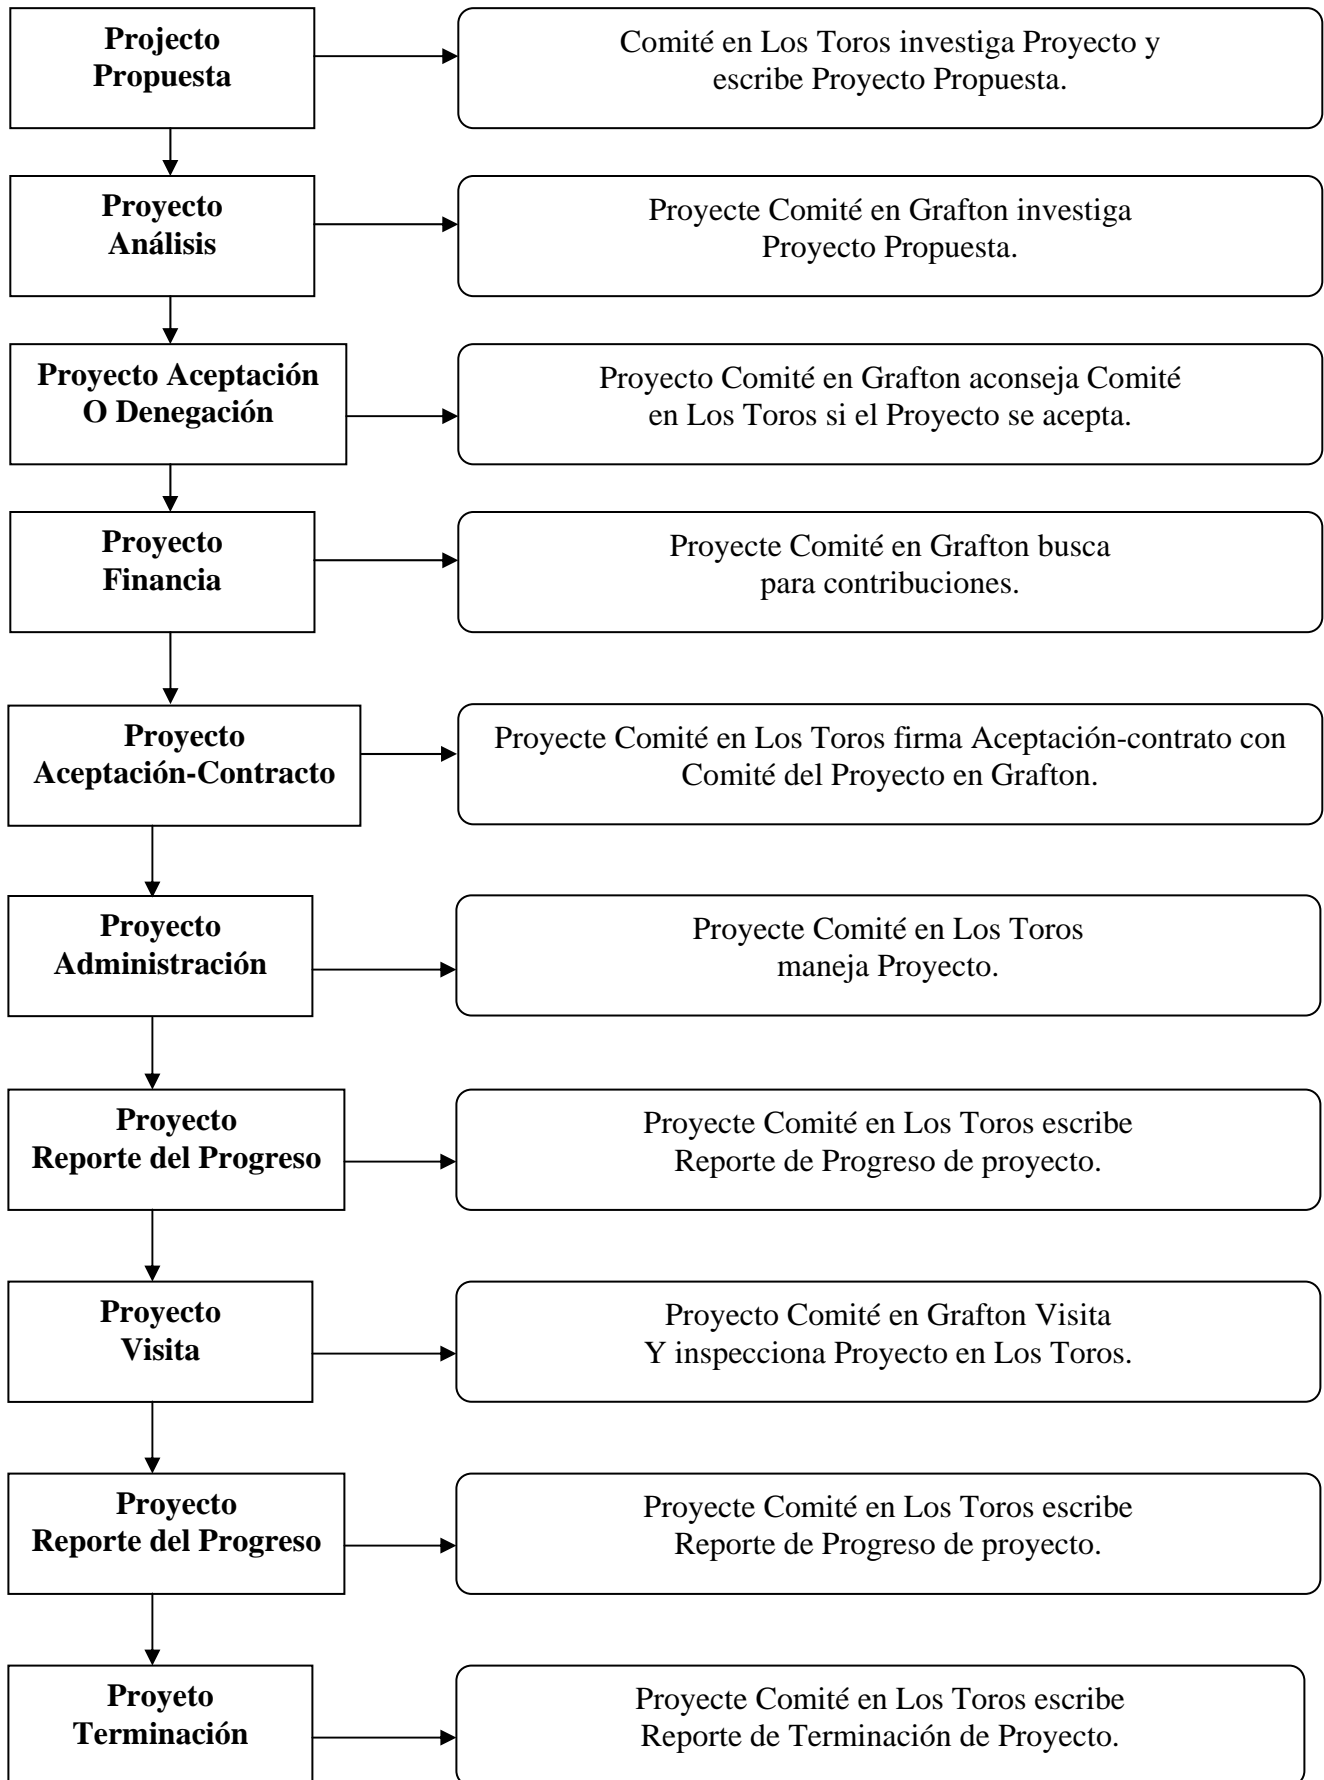 Projecto
Propuesta
Comité en Los Toros investiga Proyecto y
escribe Proyecto Propuesta.
Proyecto
Análisis
Proyecte Comité en Grafton investiga
Proyecto Propuesta.
Proyecto Aceptación
O Denegación
Proyecto Comité en Grafton aconseja Comité
en Los Toros si el Proyecto se acepta.
Proyecto
Financia
Proyecte Comité en Grafton busca
para contribuciones.
Proyecto
Aceptación-Contracto
Proyecte Comité en Los Toros firma Aceptación-contrato con
Comité del Proyecto en Grafton.
Proyecto
Administración
Proyecte Comité en Los Toros
maneja Proyecto.
Proyecto
Reporte del Progreso
Proyecte Comité en Los Toros escribe
Reporte de Progreso de proyecto.
Proyecto
Visita
Proyecto Comité en Grafton Visita
Y inspecciona Proyecto en Los Toros.
Proyecto
Reporte del Progreso
Proyecte Comité en Los Toros escribe
Reporte de Progreso de proyecto.
Proyeto
Terminación
Proyecte Comité en Los Toros escribe
Reporte de Terminación de Proyecto.